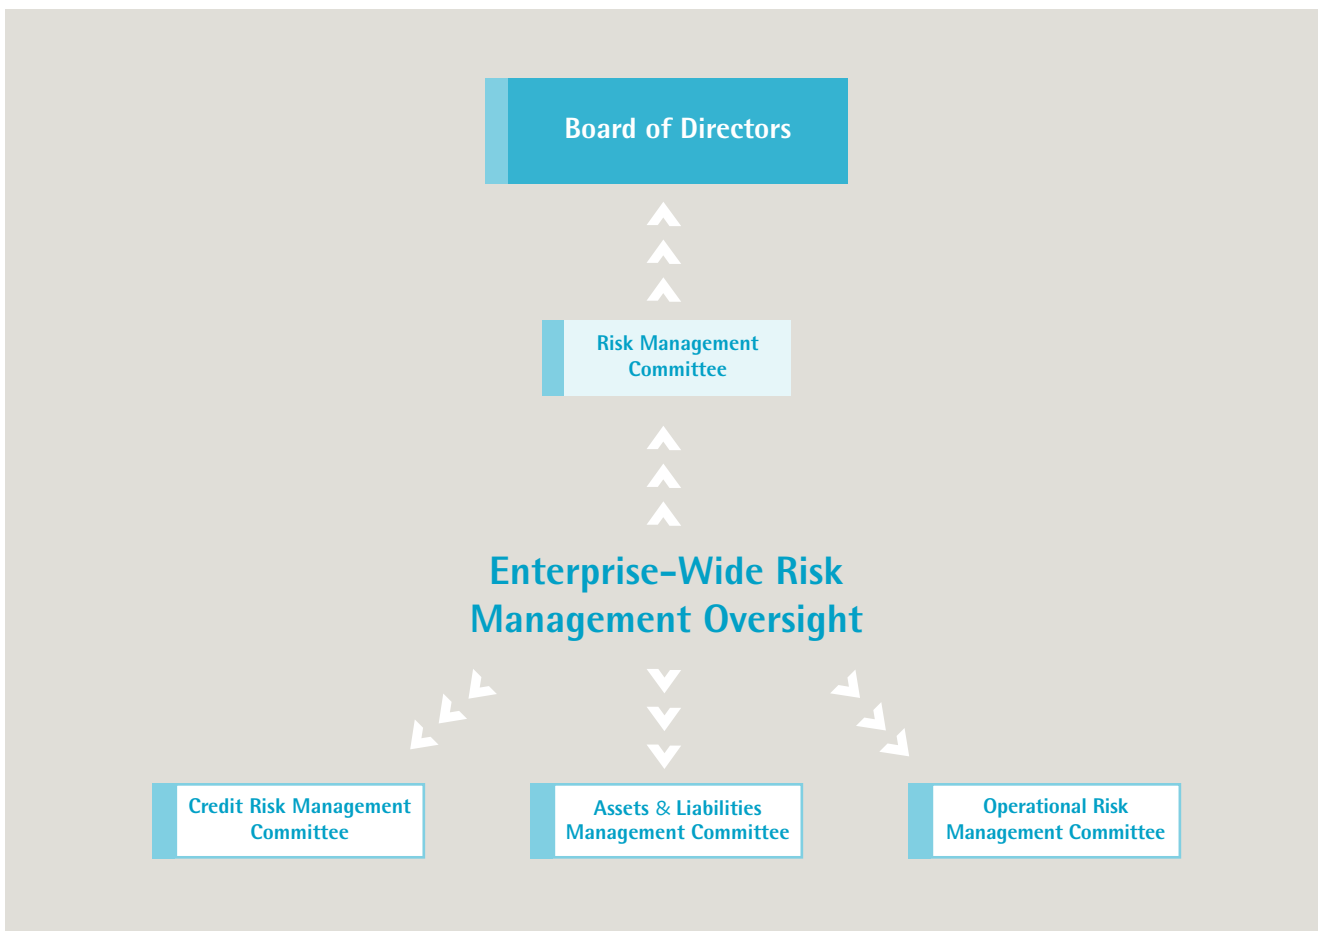 Board of Directors
Risk Management
Committee
Enterprise-Wide Risk
Management Oversight
Credit Risk Management
Committee
Assets & Liabilities
Management Committee
Operational Risk
Management Committee